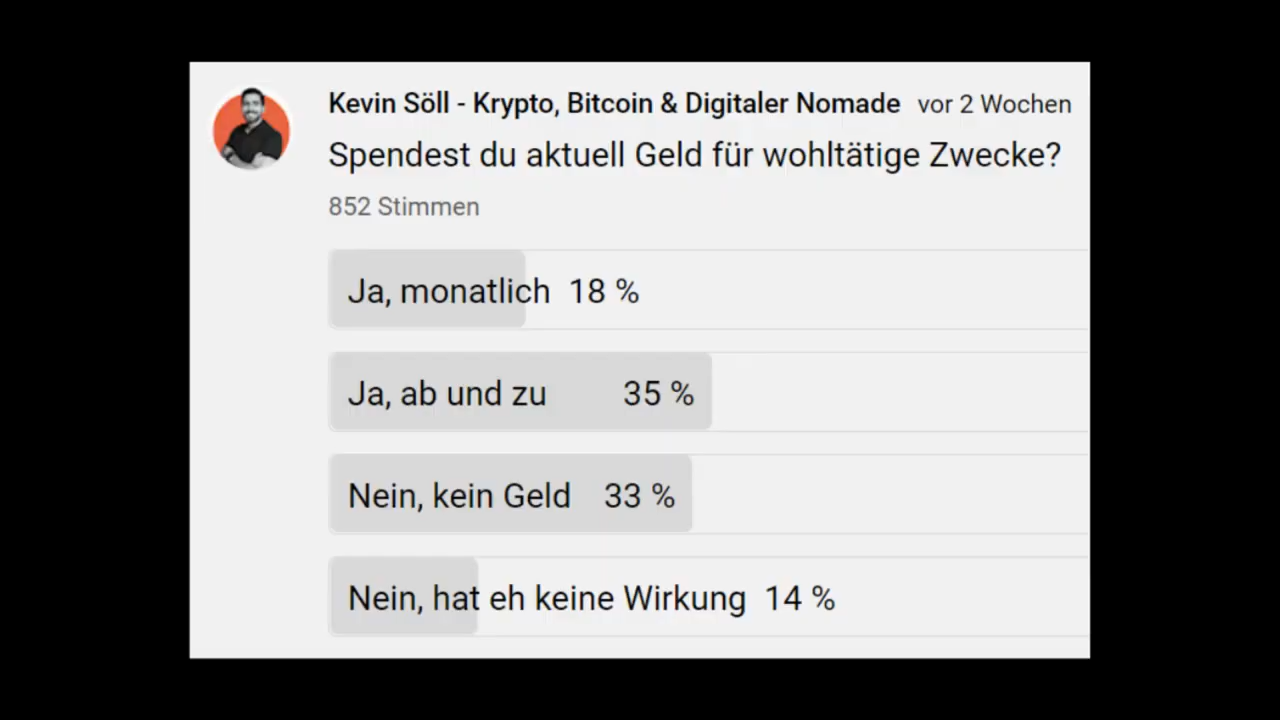 Kevin Söll - Krypto, Bitcoin & Digitaler Nomade vor 2 Wochen
Spendest du aktuell Geld für wohltätige Zwecke?
852 Stimmen
Ja, monatlich 18 %
Ja, ab und zu 35 %
Nein, kein Geld 33 %
Nein, hat eh keine Wirkung 14 %